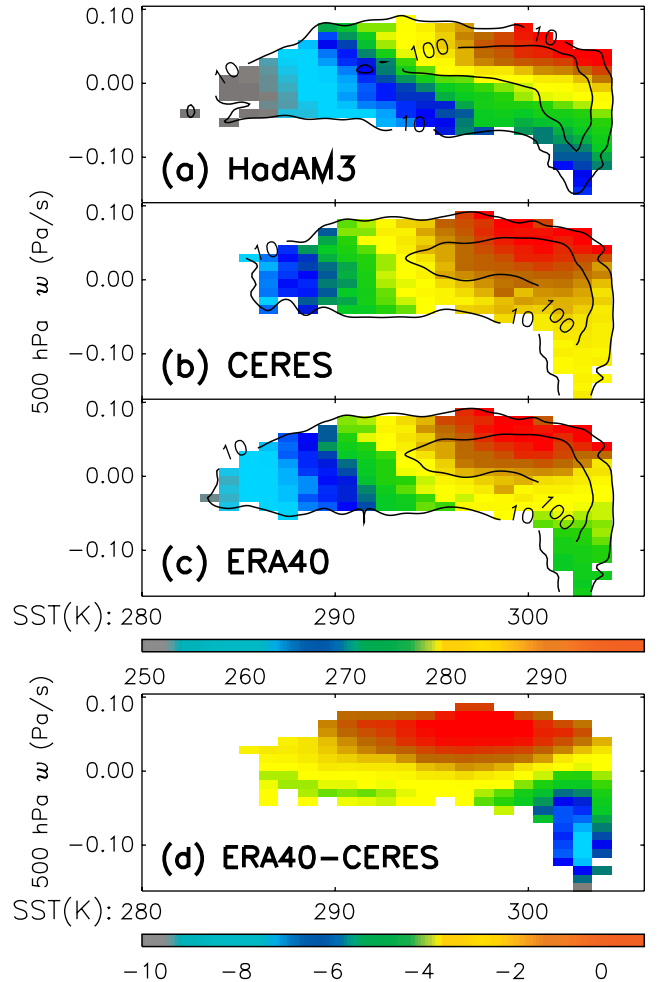 0.10
0.00
-0.10
10
100
10
10
0
(a) HadAM3
0.10
0.00
-0.10
10
10
100
(b) CERES
500 hPa w (Pa/s)
0.10
0.00
-0.10
10
10
100
(c) ERA40
SST(K): 280 290 300
250 260 270 280 290
0.10
0.00
-0.10
500 hPa w (Pa/s)
(d) ERA40-CERES
SST(K): 280 290 300
-10 -8 -6 -4 -2 0